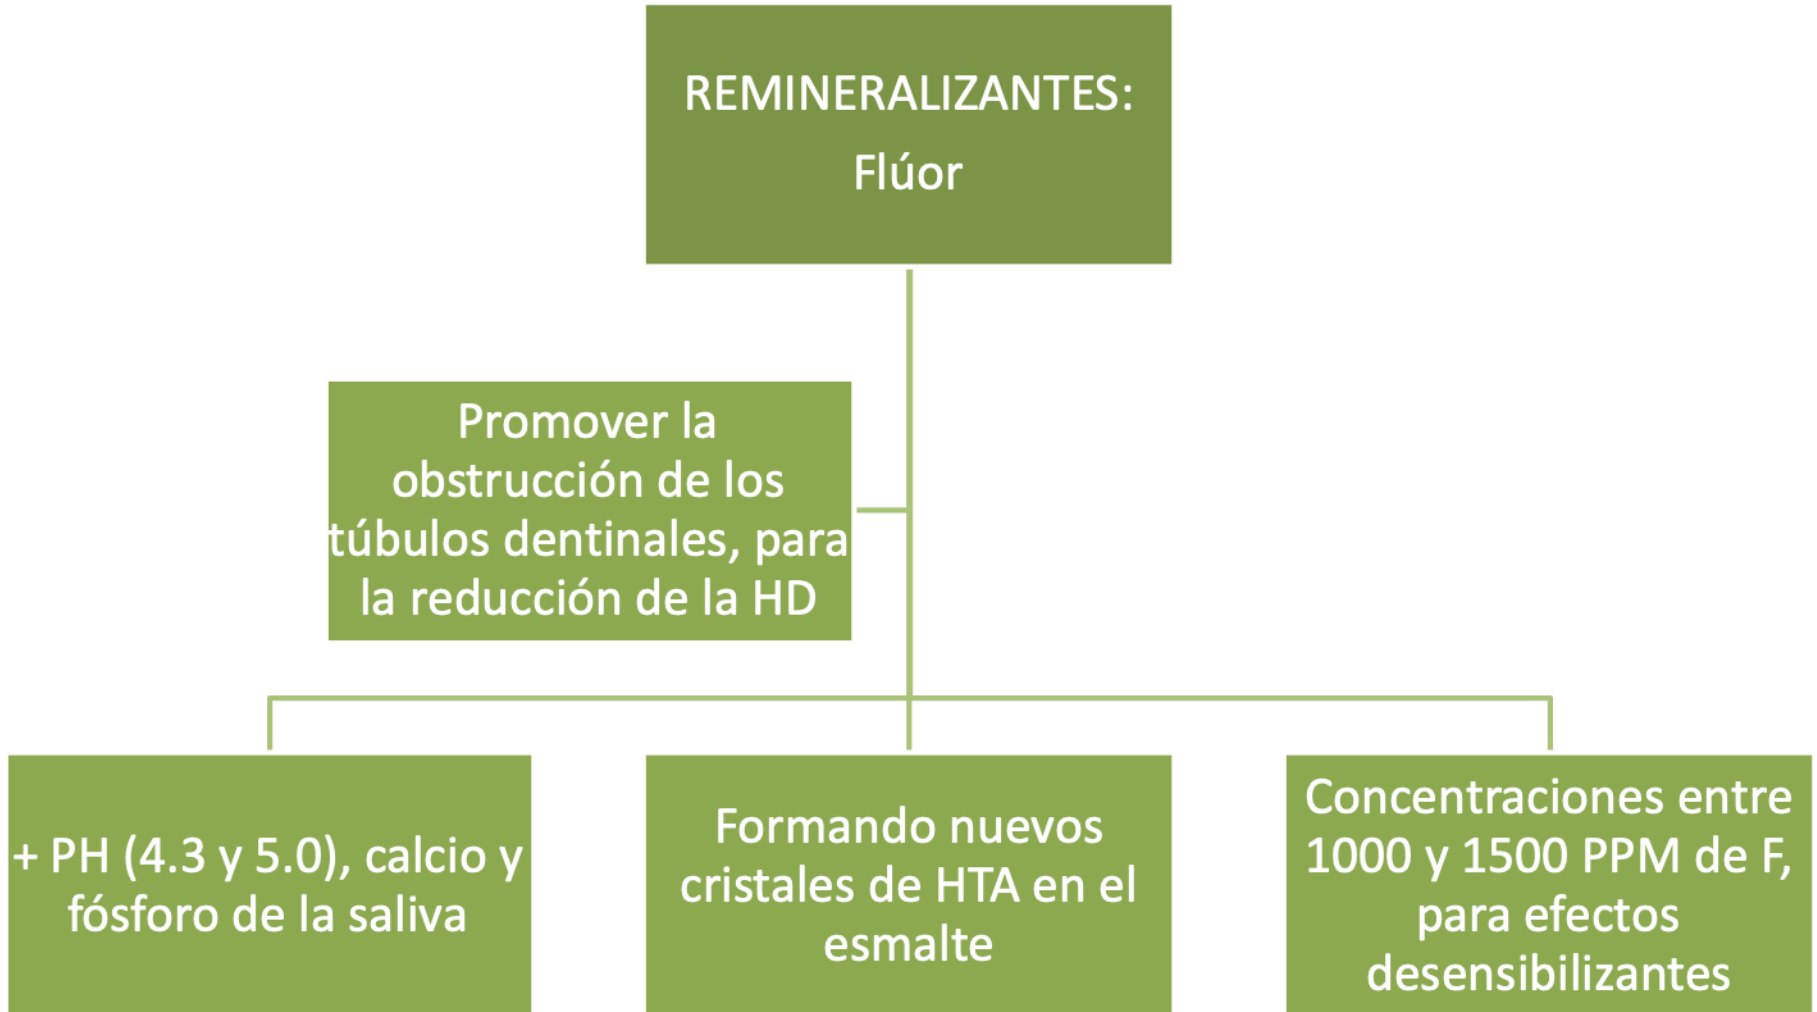 REMINERALIZANTES:
Flúor
Promover la
obstrucción de los
túbulos dentinales, para
la reducción de la HD
+ PH (4.3 y 5.0), calcio y
fósforo de la saliva
Formando nuevos
cristales de HTA en el
esmalte
Concentraciones entre
1000 y 1500 PPM de F,
para efectos
desensibilizantes